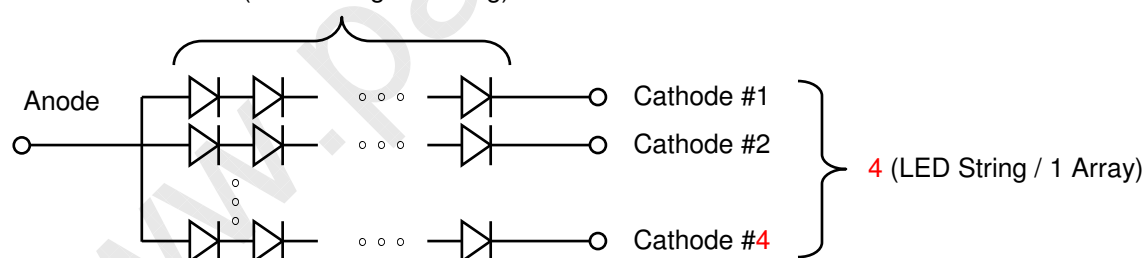 Anode
Cathode #1
Cathode #2
4 (LED String / 1 Array)
Cathode #4